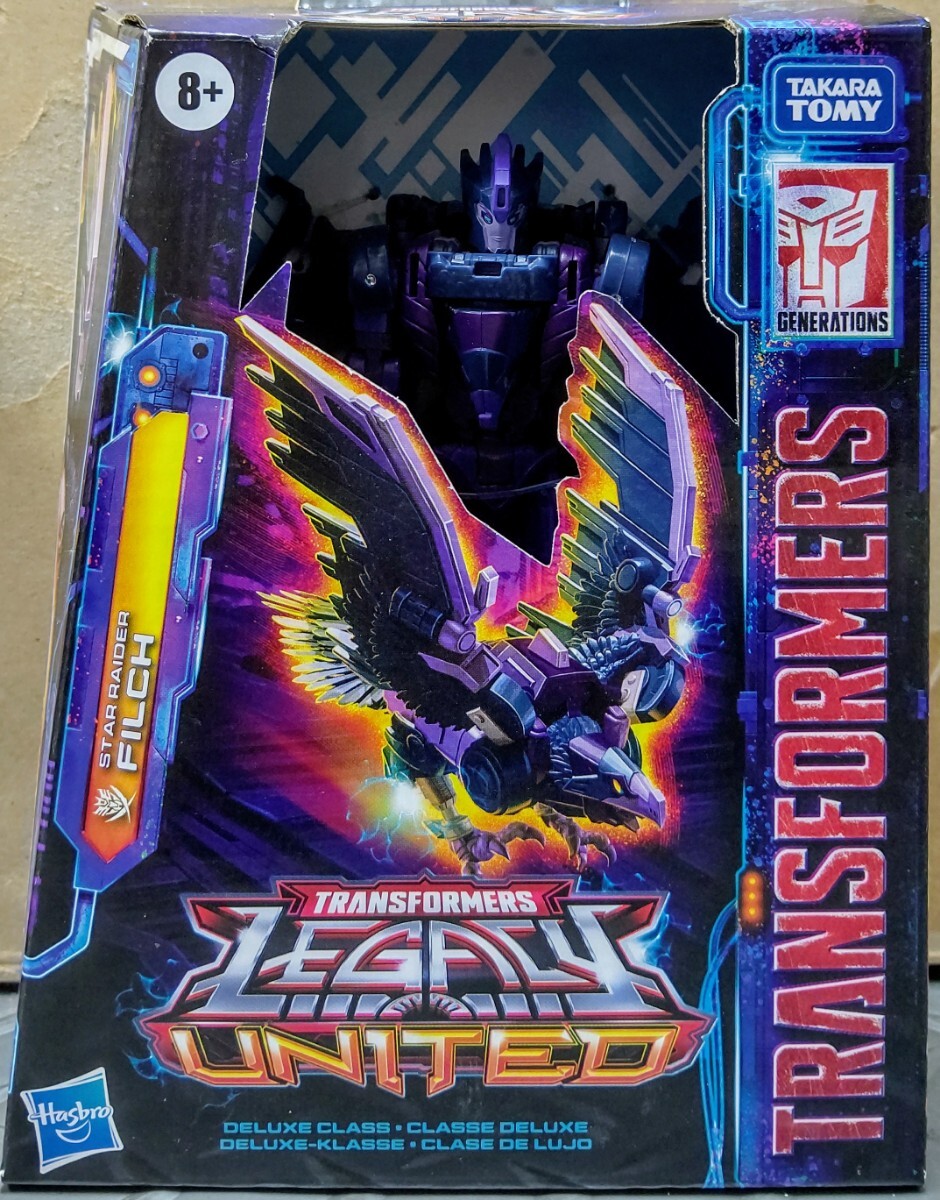 8+
TAKARA
TOMY
GENERATIONS
TRANSFORMERS
STAR RAIDER
FILCH
TRANSFORMERS
LEGACY
UNITED
Hasbro
DELUXE CLASS • CLASSE DELUXE
DELUXE-KLASSE • CLASE DE LUJO